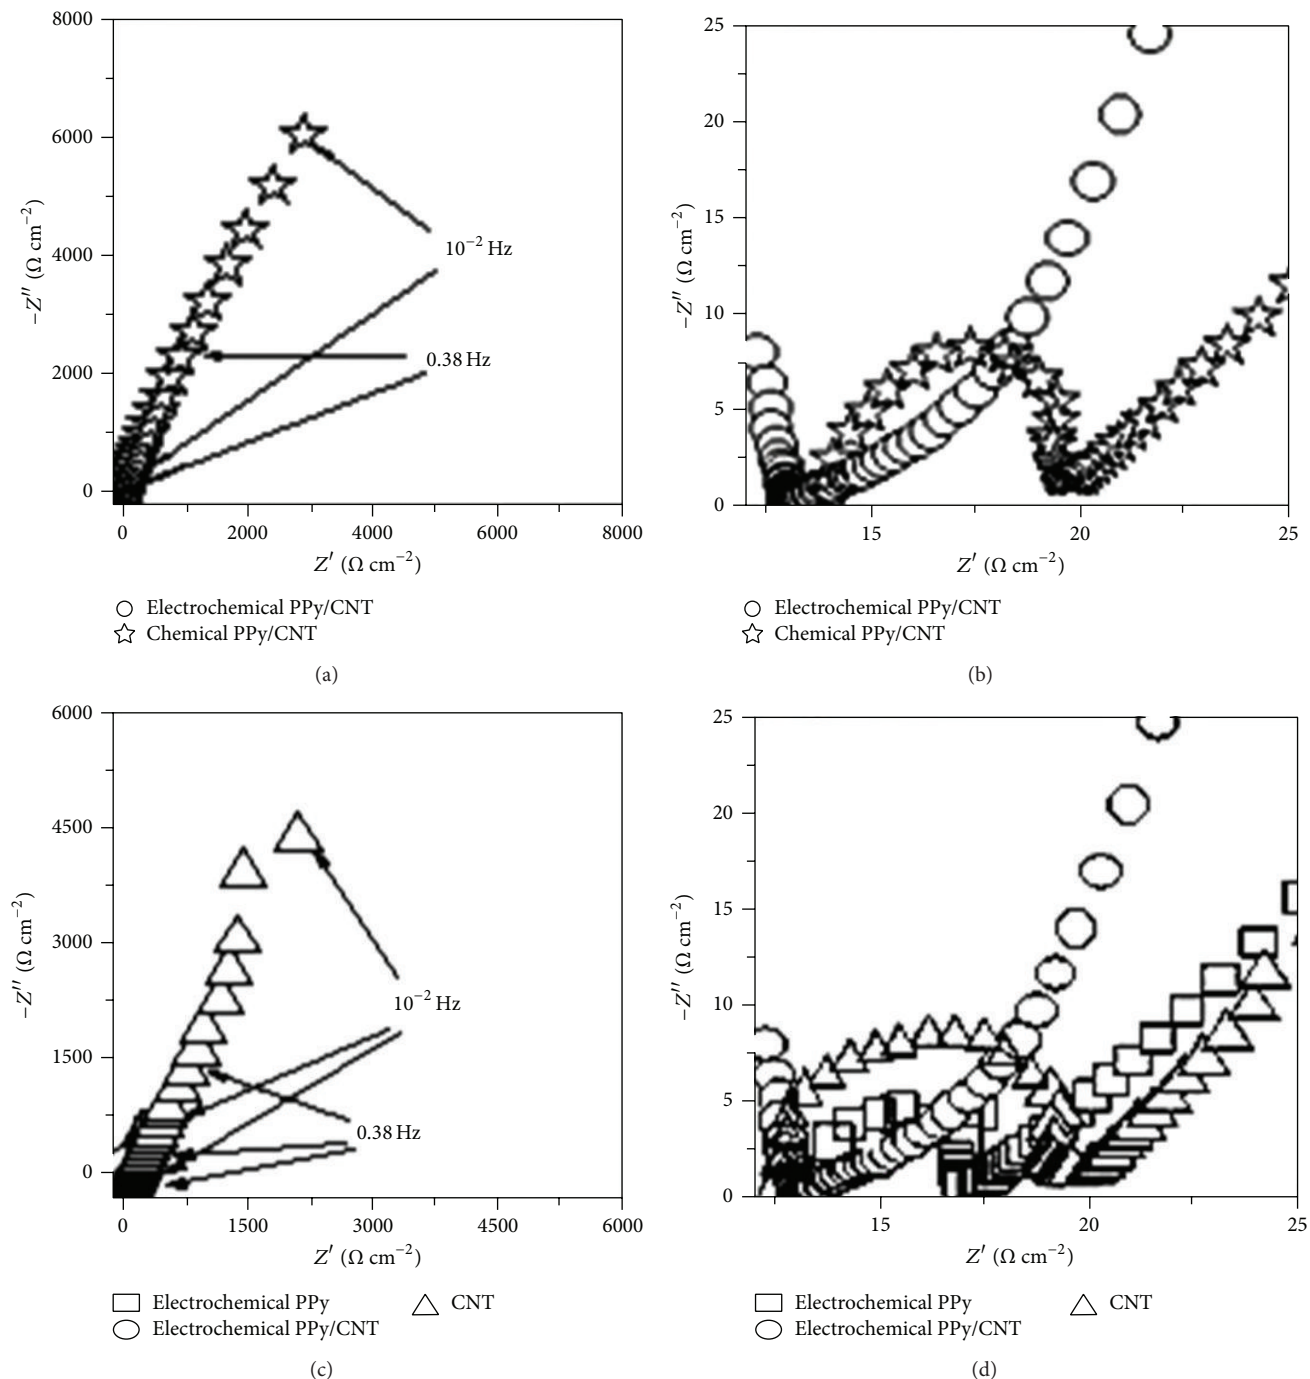 8000
6000
4000
2000
0
−Z″ (Ω cm⁻²)
10⁻² Hz
0.38 Hz
0 2000 4000 6000 8000
Z′ (Ω cm⁻²)
Electrochemical PPy/CNT
Chemical PPy/CNT
(a)
25
20
15
10
5
0
−Z″ (Ω cm⁻²)
15 20 25
Z′ (Ω cm⁻²)
Electrochemical PPy/CNT
Chemical PPy/CNT
(b)
6000
4500
3000
1500
0
−Z″ (Ω cm⁻²)
10⁻² Hz
0.38 Hz
0 1500 3000 4500 6000
Z′ (Ω cm⁻²)
Electrochemical PPy CNT
Electrochemical PPy/CNT
(c)
25
20
15
10
5
0
−Z″ (Ω cm⁻²)
15 20 25
Z′ (Ω cm⁻²)
Electrochemical PPy CNT
Electrochemical PPy/CNT
(d)